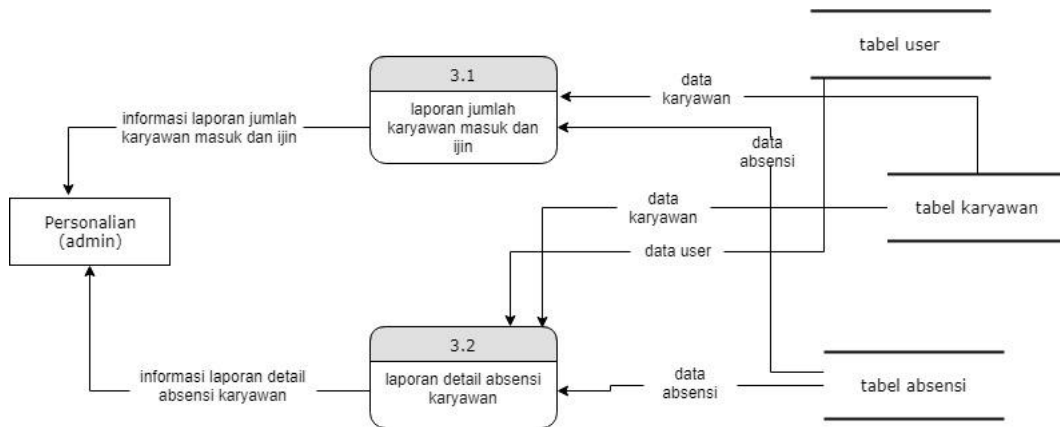 tabel user
3.1
laporan jumlah
karyawan masuk dan
ijin
data
karyawan
informasi laporan jumlah
karyawan masuk dan ijin
data
absensi
Personalian
(admin)
data
karyawan
tabel karyawan
data user
3.2
laporan detail absensi
karyawan
informasi laporan detail
absensi karyawan
data
absensi
tabel absensi